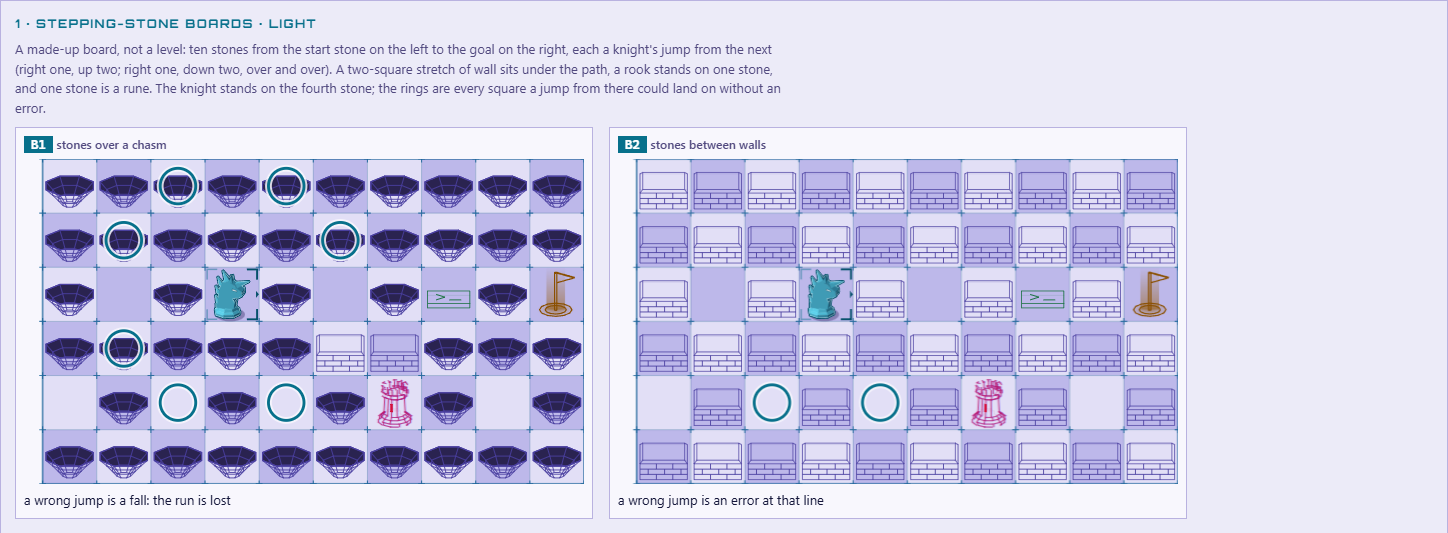 1 · STEPPING-STONE BOARDS · LIGHT
A made-up board, not a level: ten stones from the start stone on the left to the goal on the right, each a knight's jump from the next
(right one, up two; right one, down two, over and over). A two-square stretch of wall sits under the path, a rook stands on one stone,
and one stone is a rune. The knight stands on the fourth stone; the rings are every square a jump from there could land on without an
error.
B1 stones over a chasm
B2 stones between walls
>_
>_
a wrong jump is a fall: the run is lost
a wrong jump is an error at that line